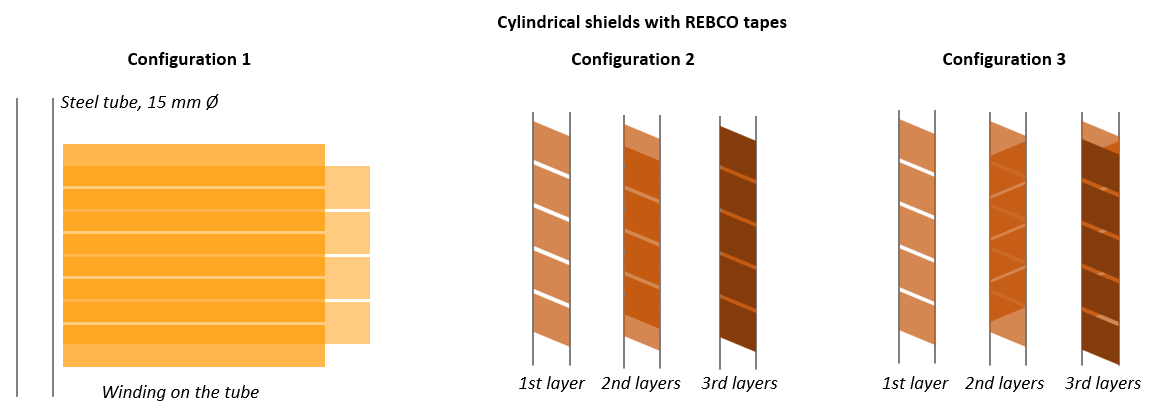 Cylindrical shields with REBCO tapes
Configuration 1
Configuration 2
Configuration 3
Steel tube, 15 mm Ø
Winding on the tube
1st layer
2nd layers
3rd layers
1st layer
2nd layers
3rd layers